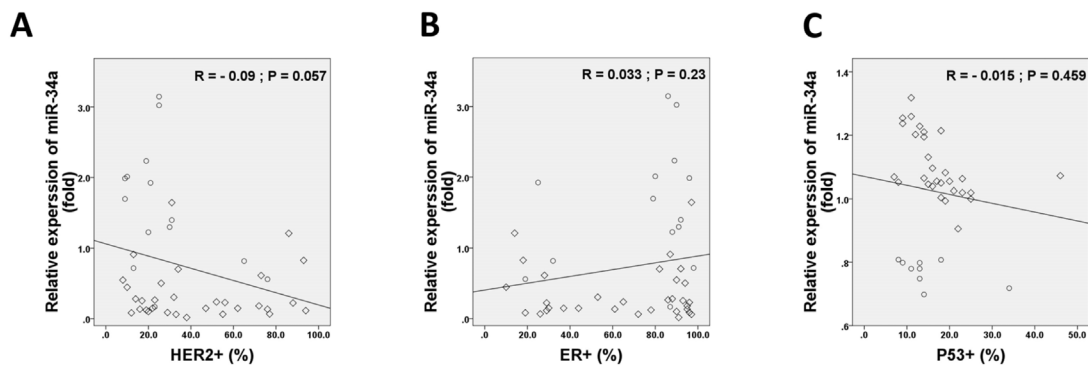 A
R = - 0.09 ; P = 0.057
Relative experssion of miR-34a
(fold)
3.0
2.0
1.0
.0
.0 20.0 40.0 60.0 80.0 100.0
HER2+ (%)
B
R = 0.033 ; P = 0.23
Relative experssion of miR-34a
(fold)
3.0
2.0
1.0
.0
.0 20.0 40.0 60.0 80.0 100.0
ER+ (%)
C
R = - 0.015 ; P = 0.459
Relative experssion of miR-34a
(fold)
1.4
1.2
1.0
.8
.6
.0 10.0 20.0 30.0 40.0 50.0
P53+ (%)